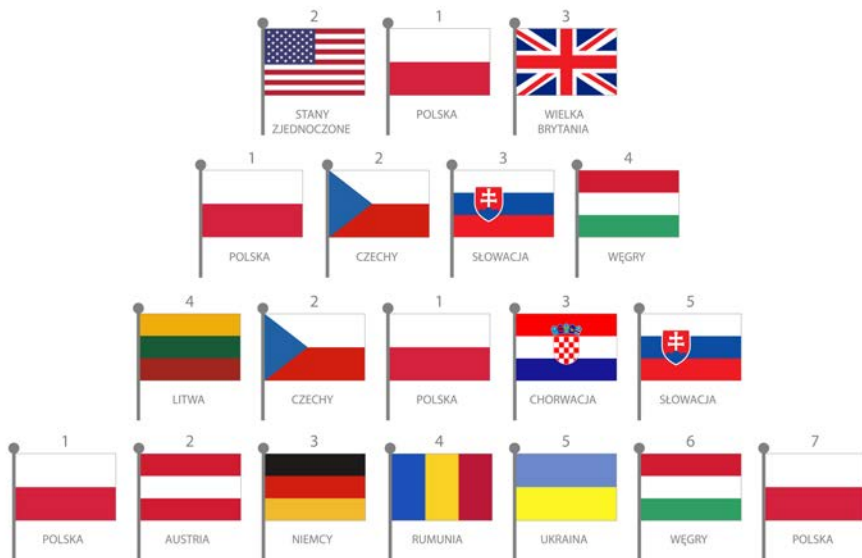 2 1 3
STANY
ZJEDNOCZONE
POLSKA
WIELKA
BRYTANIA
1 2 3 4
POLSKA CZECHY SŁOWACJA WĘGRY
4 2 1 3 5
LITWA CZECHY POLSKA CHORWACJA SŁOWACJA
1 2 3 4 5 6 7
POLSKA AUSTRIA NIEMCY RUMUNIA UKRAINA WĘGRY POLSKA